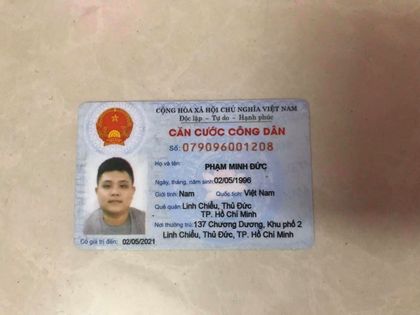 CỘNG HÒA XÃ HỘI CHỦ NGHĨA VIỆT NAM
Độc lập - Tự do - Hạnh phúc
CĂN CƯỚC CÔNG DÂN
Số: 079096001208
Họ và tên:
PHẠM MINH ĐỨC
Ngày, tháng, năm sinh: 02/05/1996
Giới tính: Nam Quốc tịch: Việt Nam
Quê quán: Linh Chiểu, Thủ Đức
TP. Hồ Chí Minh
Nơi thường trú: 137 Chương Dương, Khu phố 2
Linh Chiểu, Thủ Đức, TP. Hồ Chí Minh
Có giá trị đến: 02/05/2021